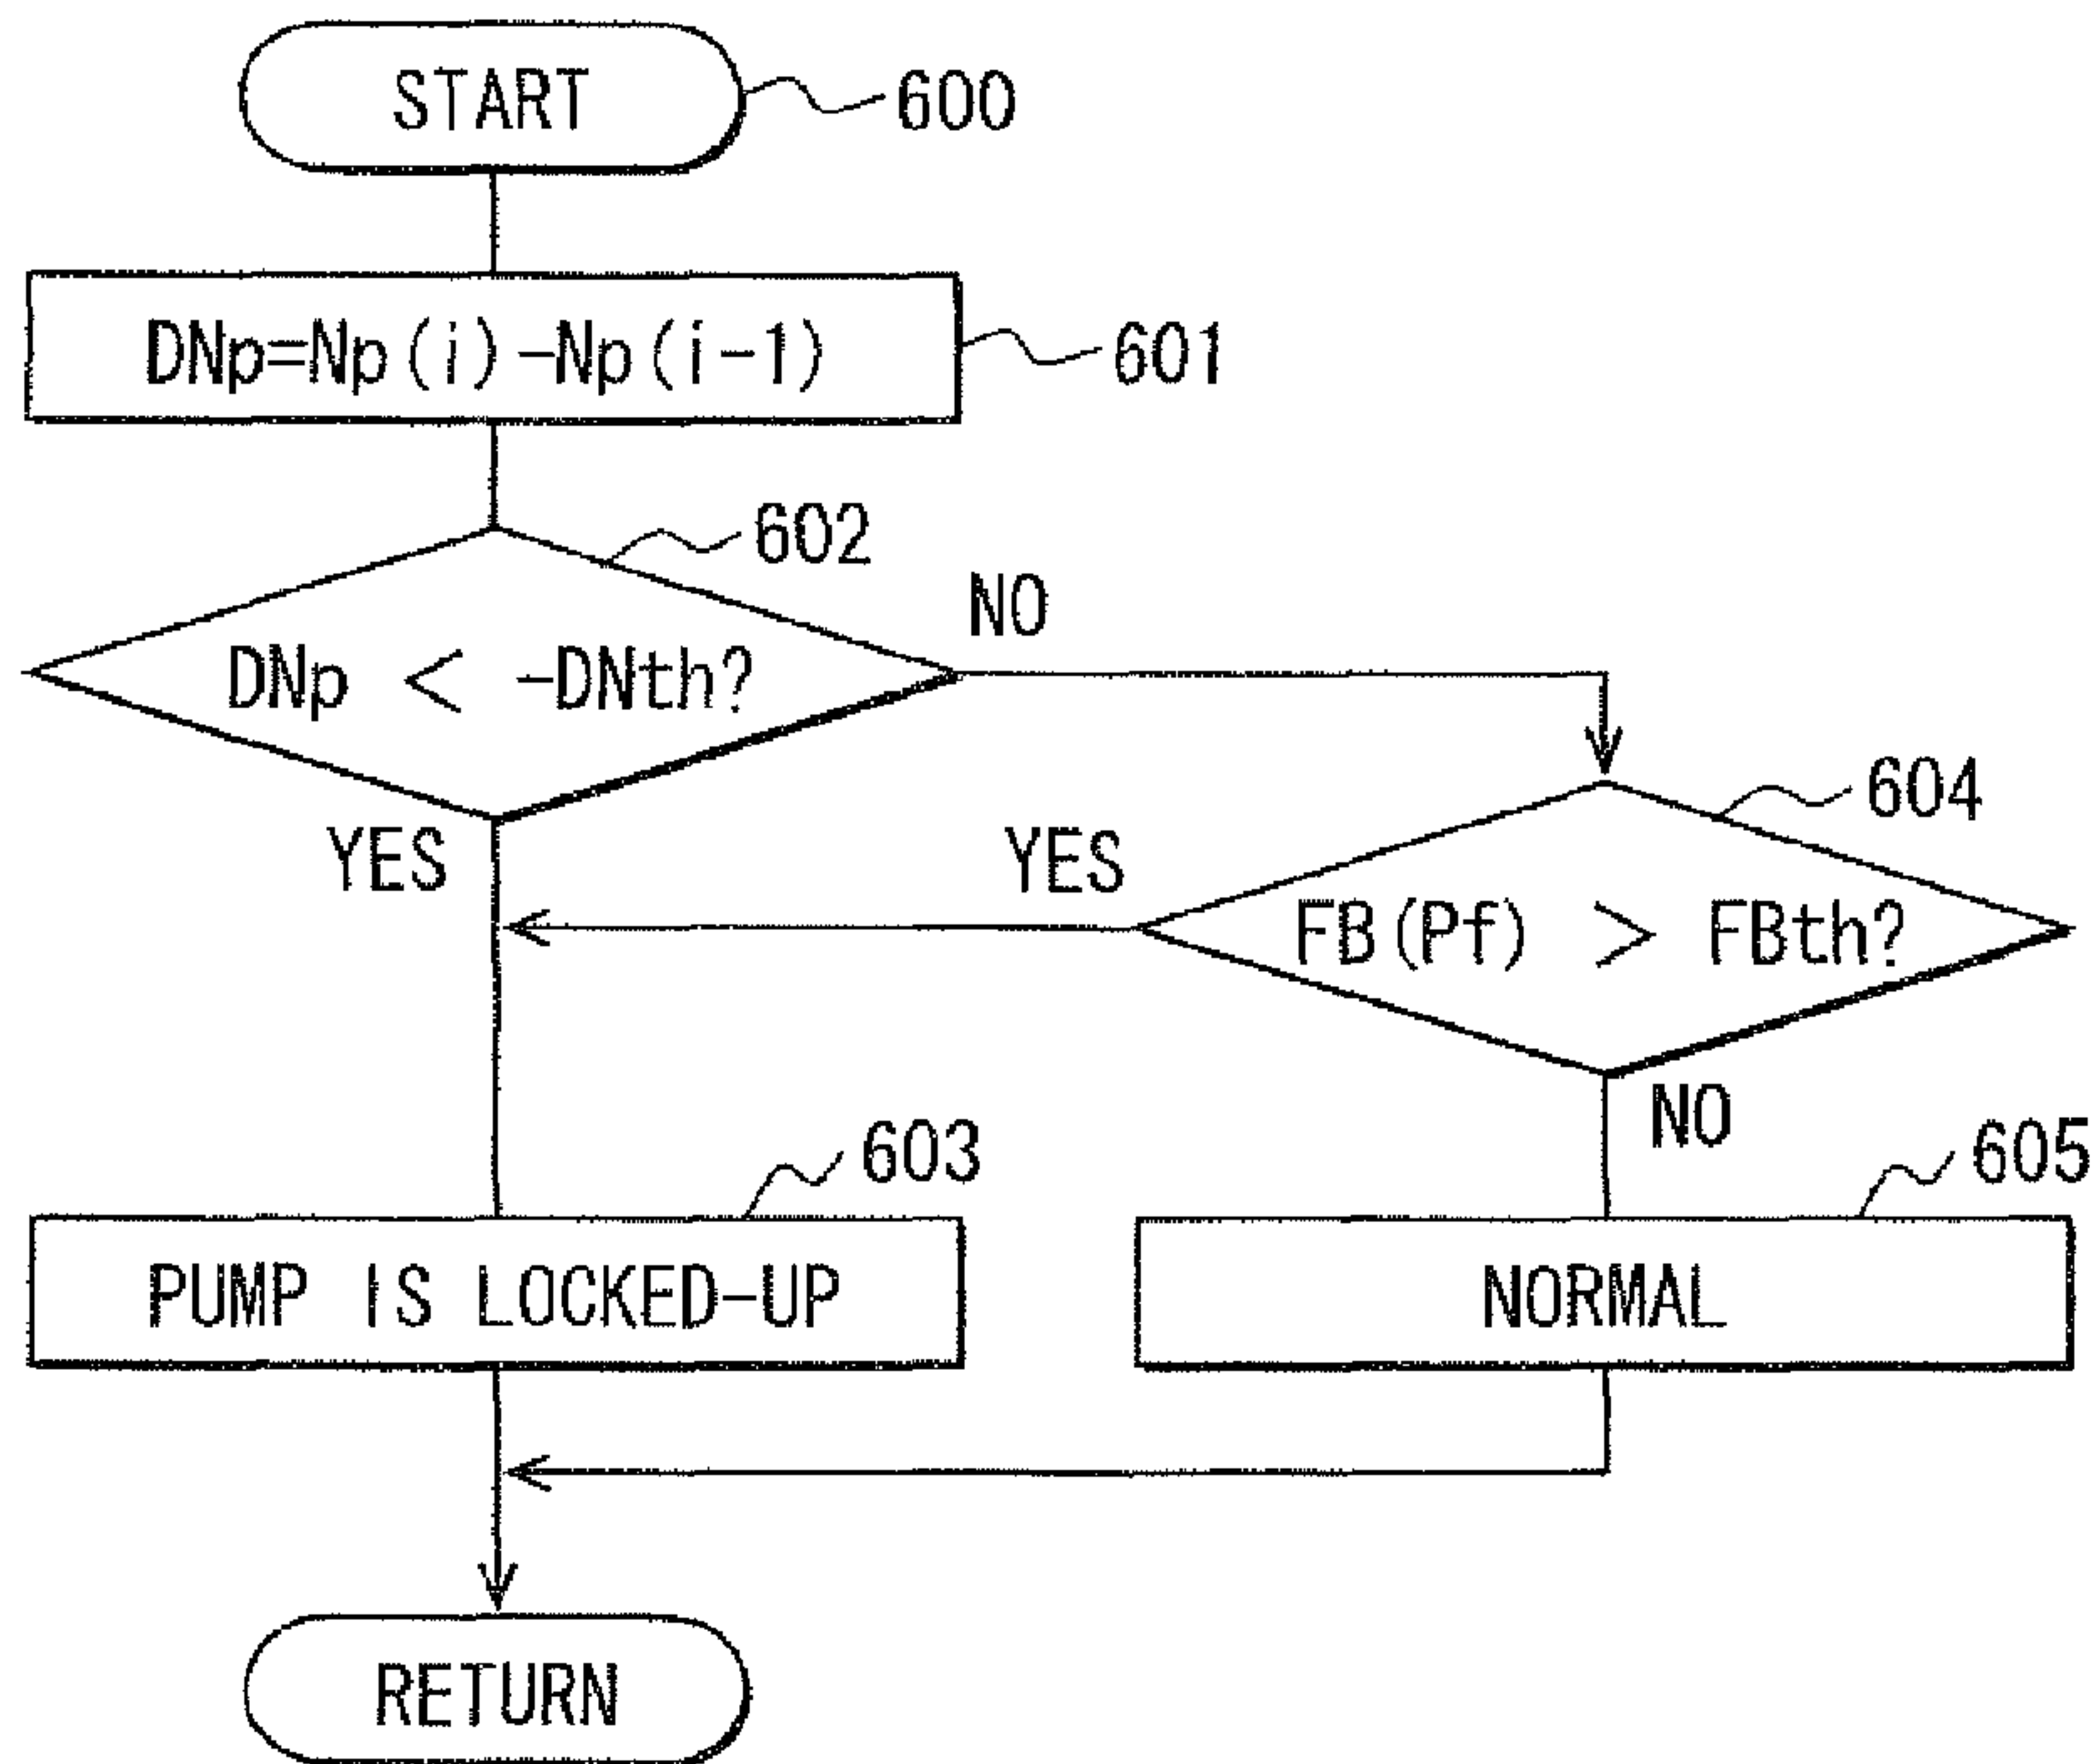 START
600
DNp=Np(i)-Np(i-1)
601
602
NO
DNp < -DNth?
YES
604
YES
FB(Pf) > FBth?
NO
603
605
PUMP IS LOCKED-UP
NORMAL
RETURN